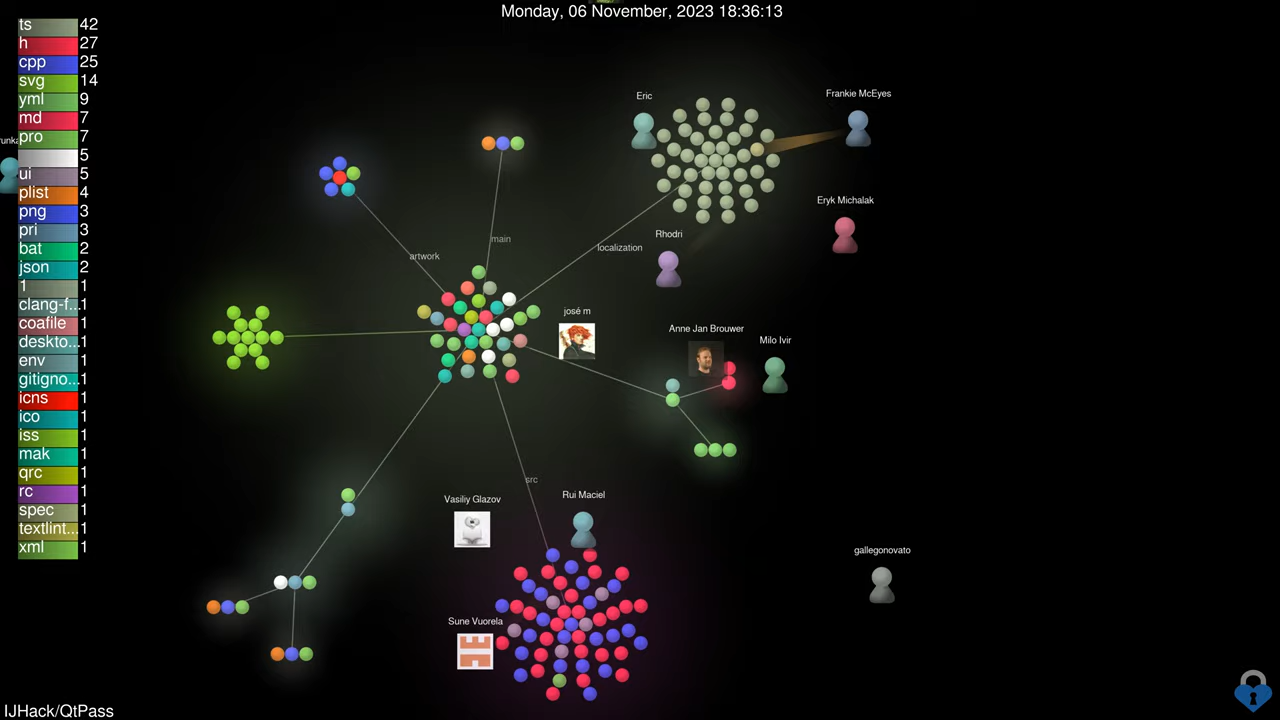 Monday, 06 November, 2023 18:36:13
ts 42
h 27
cpp 25
svg 14
yml 9
md 7
pro 7
5
ui 5
plist 4
png 3
pri 3
bat 2
json 2
1 1
clang-f...1
coafile 1
deskto...1
env 1
gitigno...1
icns 1
ico 1
iss 1
mak 1
qrc 1
rc 1
spec 1
textlint...1
xml 1
Eric
Frankie McEyes
Eryk Michalak
Rhodri
main
localization
artwork
josé m
Anne Jan Brouwer
Milo Ivir
src
Vasiliy Glazov
Rui Maciel
gallegonovato
Sune Vuorela
IJHack/QtPass